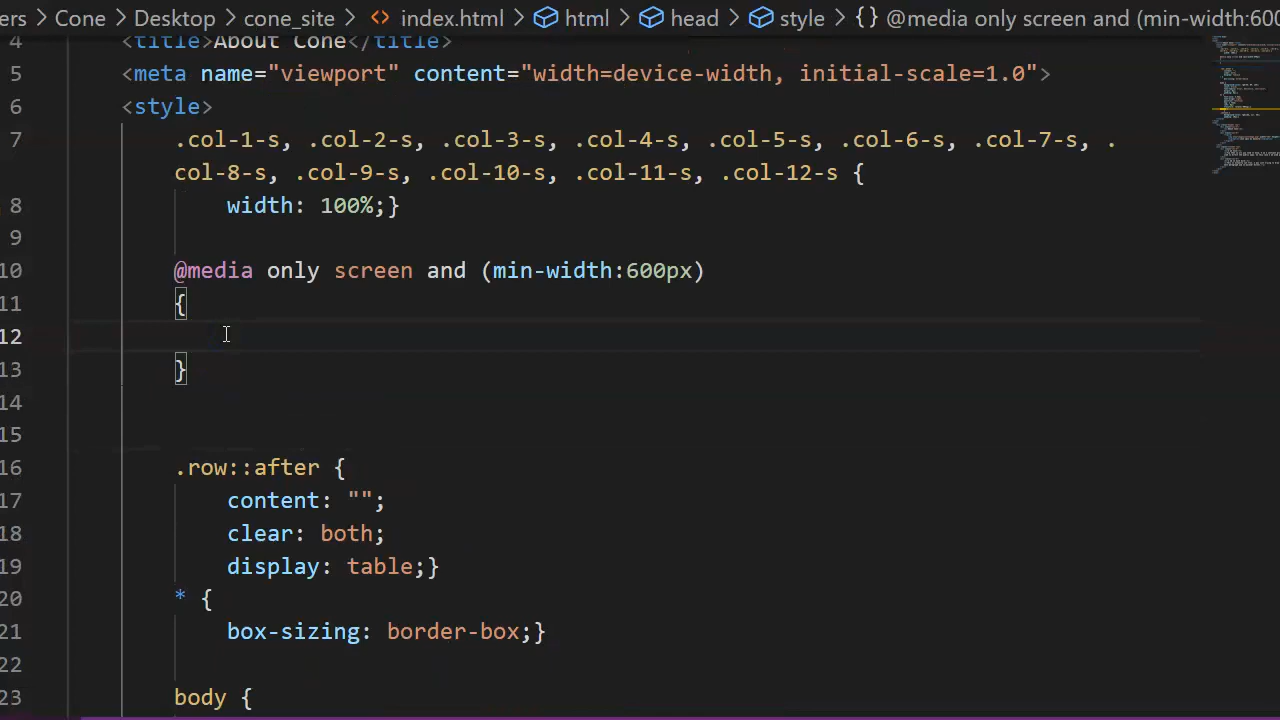 ers > Cone > Desktop > cone_site > <> index.html > html > head > style > {} @media only screen and (min-width:600
4 <title>About Cone</title>
5 <meta name="viewport" content="width=device-width, initial-scale=1.0">
6 <style>
7 .col-1-s, .col-2-s, .col-3-s, .col-4-s, .col-5-s, .col-6-s, .col-7-s, .
col-8-s, .col-9-s, .col-10-s, .col-11-s, .col-12-s {
8 width: 100%;}
9
10 @media only screen and (min-width:600px)
11 {
12
13 }
14
15
16 .row::after {
17 content: "";
18 clear: both;
19 display: table;}
20 * {
21 box-sizing: border-box;}
22
23 body {